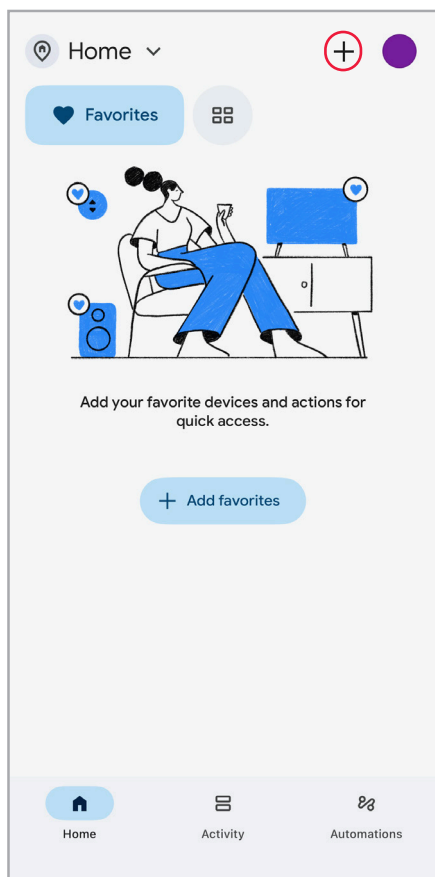 Home
Favorites
Add your favorite devices and actions for
quick access.
Add favorites
Home
Activity
Automations